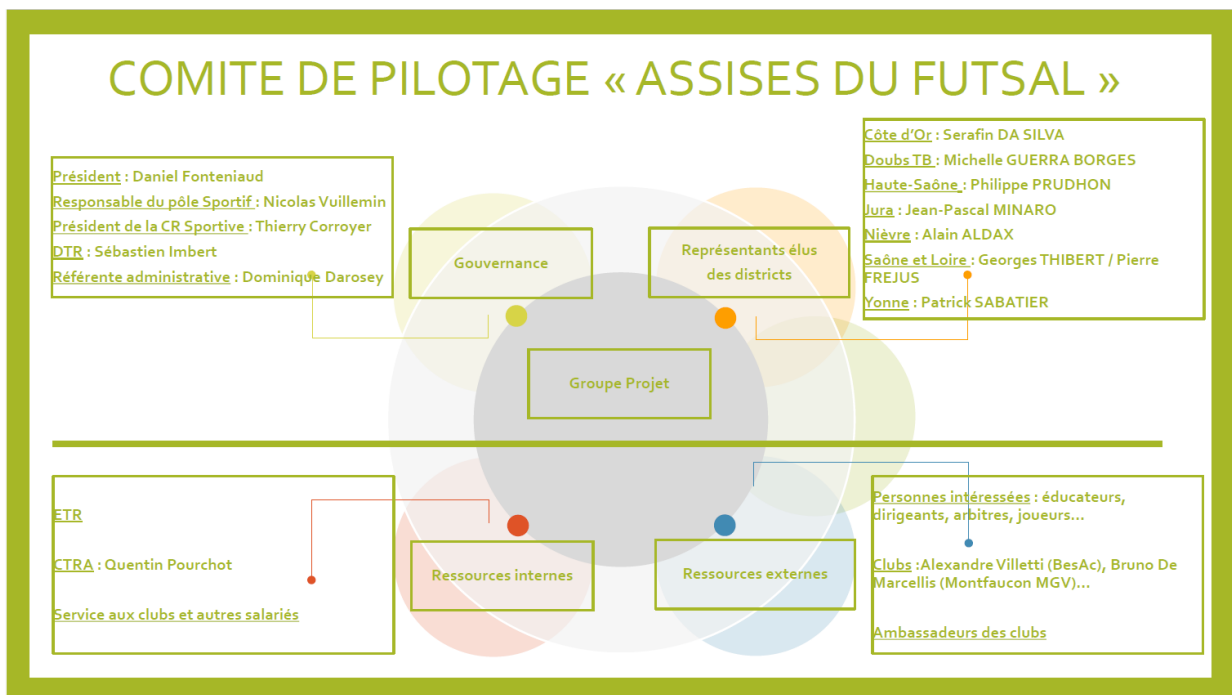 COMITE DE PILOTAGE « ASSISES DU FUTSAL »
Président : Daniel Fonteniaud
Responsable du pôle Sportif : Nicolas Vuillemin
Président de la CR Sportive : Thierry Corroyer
DTR : Sébastien Imbert
Référente administrative : Dominique Darosey
Gouvernance
Représentants élus
des districts
Côte d'Or : Serafin DA SILVA
Doubs TB : Michelle GUERRA BORGES
Haute-Saône : Philippe PRUDHON
Jura : Jean-Pascal MINARO
Nièvre : Alain ALDAX
Saône et Loire : Georges THIBERT / Pierre
FREJUS
Yonne : Patrick SABATIER
Groupe Projet
ETR
CTRA : Quentin Pourchot
Service aux clubs et autres salariés
Ressources internes
Ressources externes
Personnes intéressées : éducateurs,
dirigeants, arbitres, joueurs…
Clubs :Alexandre Villetti (BesAc), Bruno De
Marcellis (Montfaucon MGV)…
Ambassadeurs des clubs